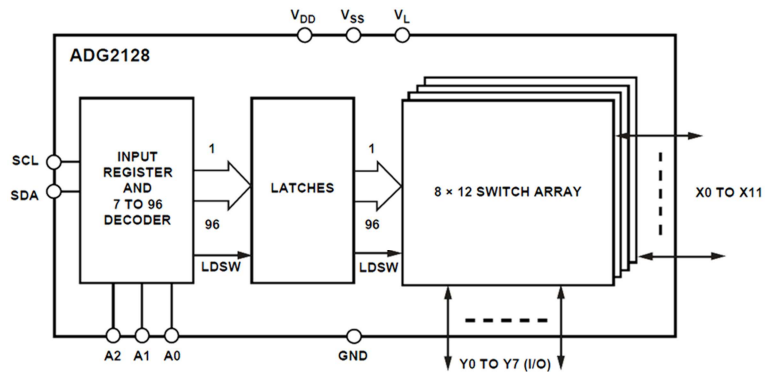 VDD
VSS
VL
ADG2128
SCL
SDA
INPUT
REGISTER
AND
7 TO 96
DECODER
1
96
LDSW
LATCHES
1
96
LDSW
8 × 12 SWITCH ARRAY
X0 TO X11
A2
A1
A0
GND
Y0 TO Y7 (I/O)